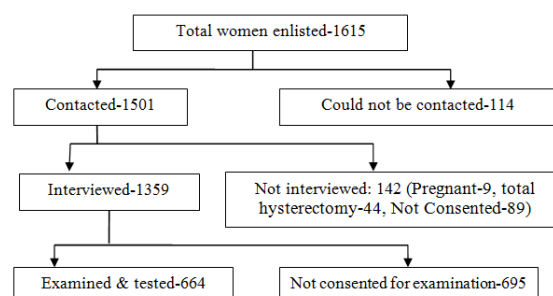 Total women enlisted-1615
Contacted-1501
Could not be contacted-114
Interviewed-1359
Not interviewed: 142 (Pregnant-9, total
hysterectomy-44, Not Consented-89)
Examined & tested-664
Not consented for examination-695